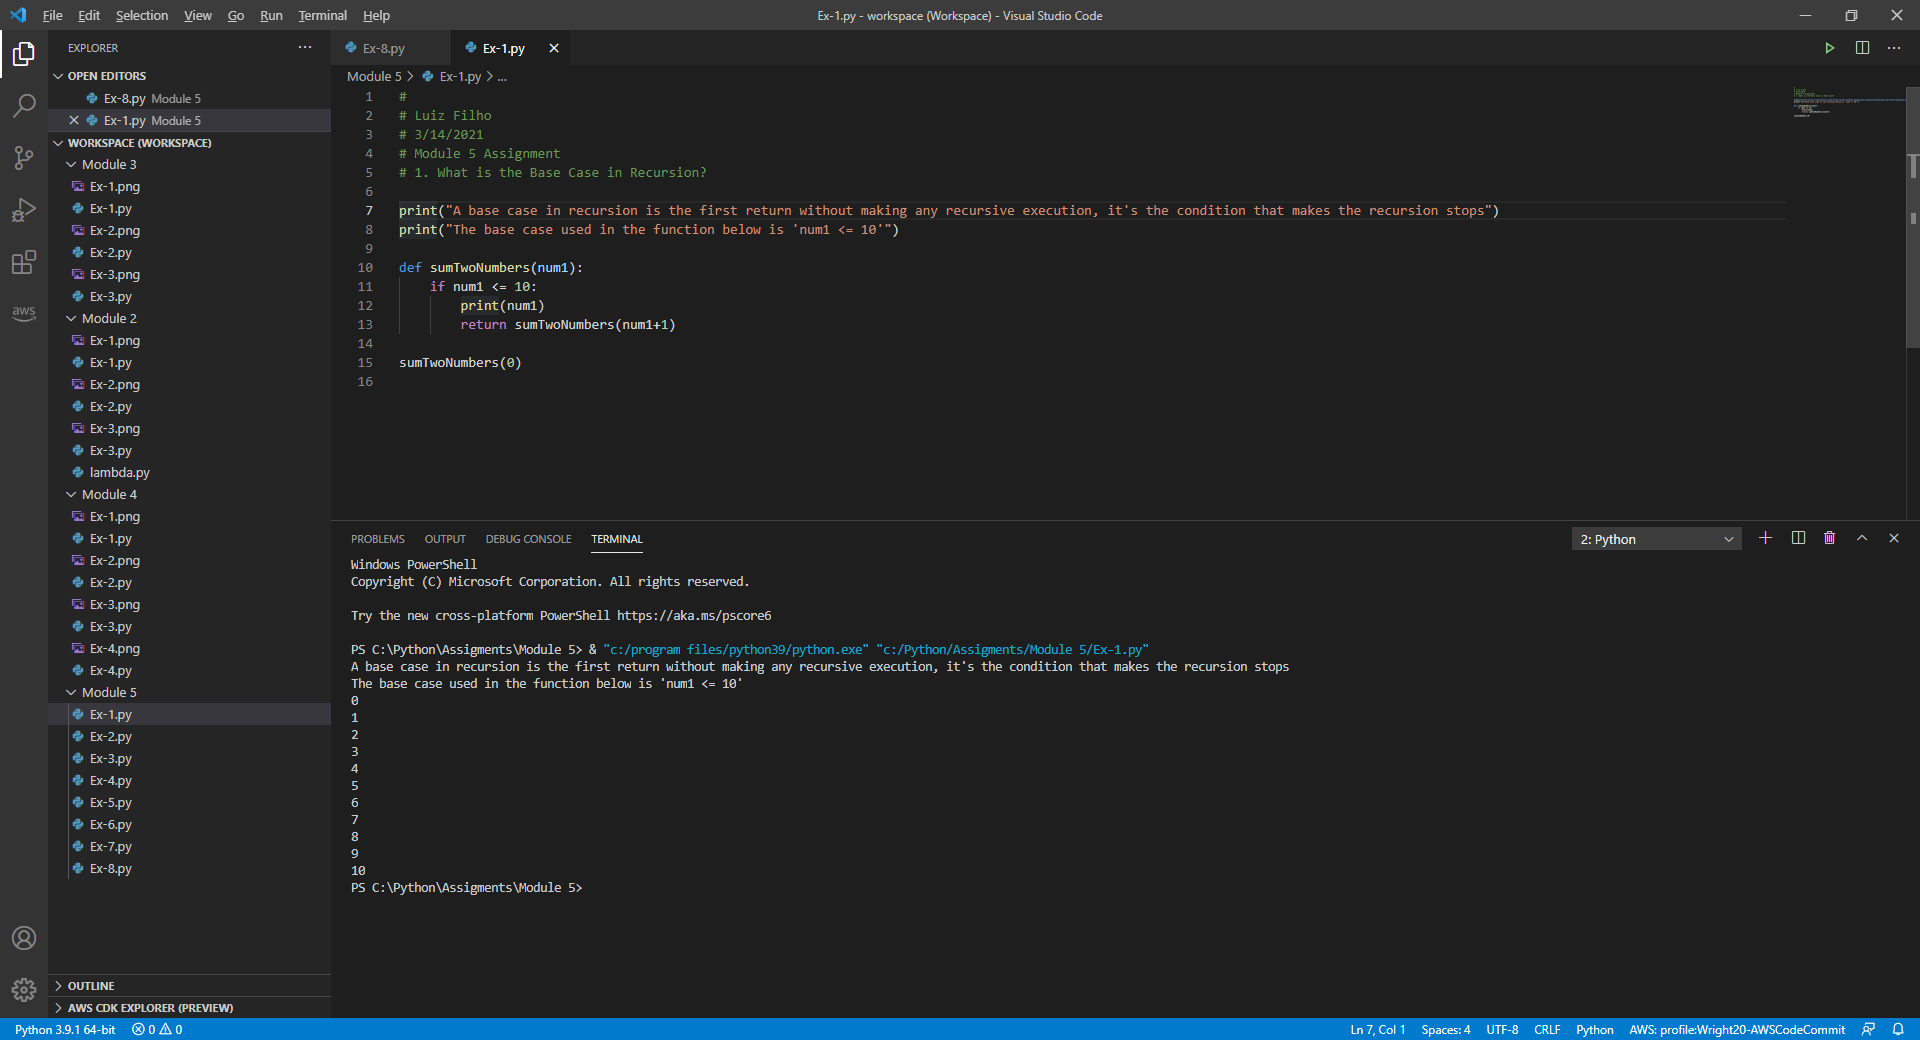 File Edit Selection View Go Run Terminal Help
Ex-1.py - workspace (Workspace) - Visual Studio Code
EXPLORER
OPEN EDITORS
Ex-8.py Module 5
Ex-1.py Module 5
WORKSPACE (WORKSPACE)
Module 3
Ex-1.png
Ex-1.py
Ex-2.png
Ex-2.py
Ex-3.png
Ex-3.py
Module 2
Ex-1.png
Ex-1.py
Ex-2.png
Ex-2.py
Ex-3.png
Ex-3.py
lambda.py
Module 4
Ex-1.png
Ex-1.py
Ex-2.png
Ex-2.py
Ex-3.png
Ex-3.py
Ex-4.png
Ex-4.py
Module 5
Ex-1.py
Ex-2.py
Ex-3.py
Ex-4.py
Ex-5.py
Ex-6.py
Ex-7.py
Ex-8.py
OUTLINE
AWS CDK EXPLORER (PREVIEW)
aws
Ex-8.py Ex-1.py
Module 5 > Ex-1.py > ...
1 #
2 # Luiz Filho
3 # 3/14/2021
4 # Module 5 Assignment
5 # 1. What is the Base Case in Recursion?
6
7 print("A base case in recursion is the first return without making any recursive execution, it's the condition that makes the recursion stops")
8 print("The base case used in the function below is 'num1 <= 10'")
9
10 def sumTwoNumbers(num1):
11 if num1 <= 10:
12 print(num1)
13 return sumTwoNumbers(num1+1)
14
15 sumTwoNumbers(0)
16
PROBLEMS OUTPUT DEBUG CONSOLE TERMINAL
2: Python
Windows PowerShell
Copyright (C) Microsoft Corporation. All rights reserved.
Try the new cross-platform PowerShell https://aka.ms/pscore6
PS C:\Python\Assigments\Module 5> & "c:/program files/python39/python.exe" "c:/Python/Assigments/Module 5/Ex-1.py"
A base case in recursion is the first return without making any recursive execution, it's the condition that makes the recursion stops
The base case used in the function below is 'num1 <= 10'
0
1
2
3
4
5
6
7
8
9
10
PS C:\Python\Assigments\Module 5>
Python 3.9.1 64-bit 0 0
Ln 7, Col 1 Spaces: 4 UTF-8 CRLF Python AWS: profile:Wright20-AWSCodeCommit